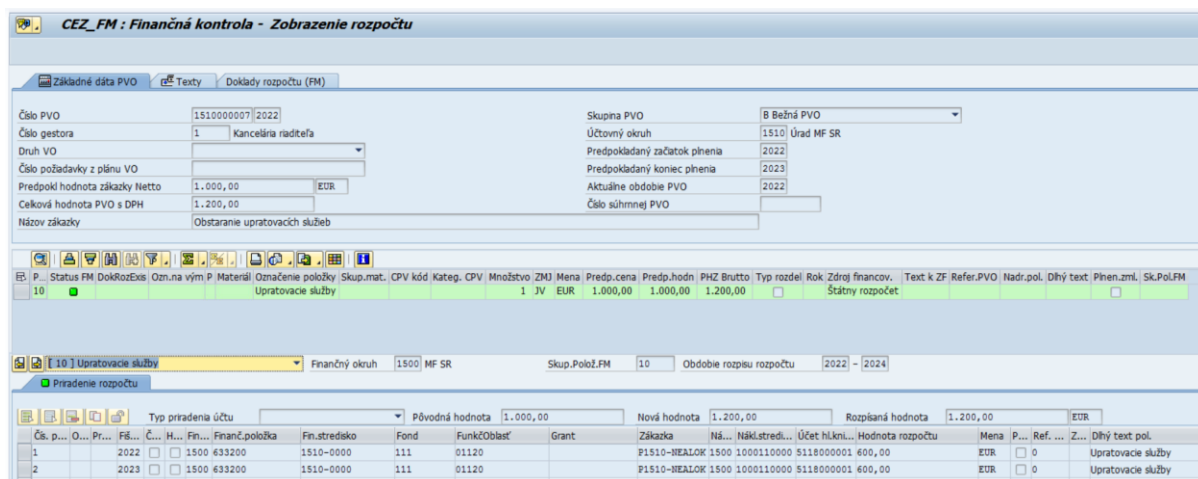 CEZ_FM : Finančná kontrola - Zobrazenie rozpočtu
Základné dáta PVO Texty Doklady rozpočtu (FM)
Číslo PVO 1510000007 2022 Skupina PVO B Bežná PVO
Číslo gestora 1 Kancelária riaditeľa Účtovný okruh 1510 Úrad MF SR
Druh VO Predpokladaný začiatok plnenia 2022
Číslo požiadavky z plánu VO Predpokladaný koniec plnenia 2023
Predpokl hodnota zákazky Netto 1.000,00 EUR Aktuálne obdobie PVO 2022
Celková hodnota PVO s DPH 1.200,00 Číslo súhrnnej PVO
Názov zákazky Obstaranie upratovacích služieb
P... Status FM DokRozExis Ozn.na vým P Materiál Označenie položky Skup.mat. CPV kód Kateg. CPV Množstvo ZMJ Mena Predp.cena Predp.hodn PHZ Brutto Typ rozdel Rok Zdroj financov. Text k ZF Refer.PVO Nadr.pol. Dlhý text Plnen.zml. Sk.Pol.FM
10 Upratovacie služby 1 JV EUR 1.000,00 1.000,00 1.200,00 Štátny rozpočet
[ 10 ] Upratovacie služby Finančný okruh 1500 MF SR Skup.Polož.FM 10 Obdobie rozpisu rozpočtu 2022 - 2024
Priradenie rozpočtu
Typ priradenia účtu Pôvodná hodnota 1.000,00 Nová hodnota 1.200,00 Rozpísaná hodnota 1.200,00 EUR
Čís. p... O... Pr... Fiš... Č... H... Fin... Financ.položka Fin.stredisko Fond FunkčOblasť Grant Zákazka Ná... Nákl.stredi... Účet hl.kni... Hodnota rozpočtu Mena P... Ref. ... Z... Dlhý text pol.
1 2022 1500 633200 1510-0000 111 01120 P1510-NEALOK 1500 1000110000 5118000001 600,00 EUR 0 Upratovacie služby
2 2023 1500 633200 1510-0000 111 01120 P1510-NEALOK 1500 1000110000 5118000001 600,00 EUR 0 Upratovacie služby